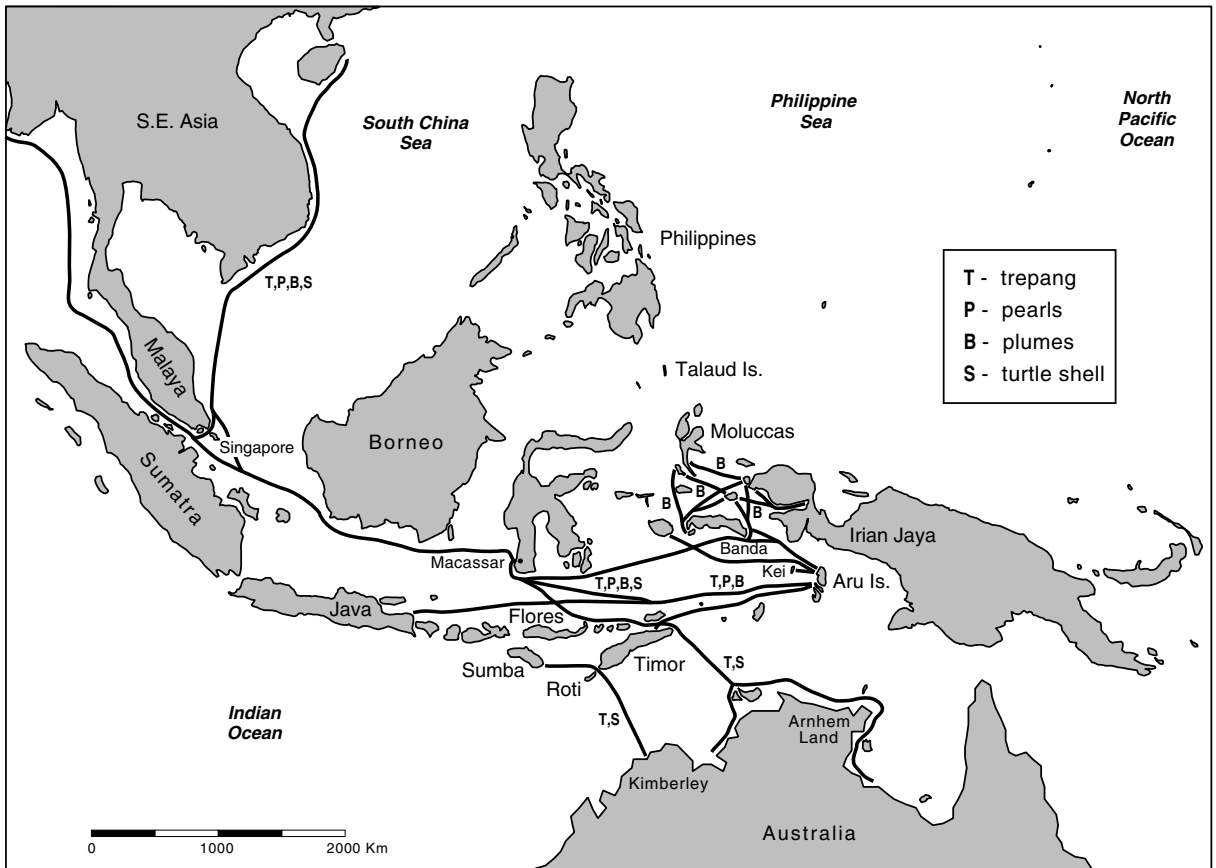 S.E. Asia
South China
Sea
Philippine
Sea
North
Pacific
Ocean
Philippines
T - trepang
P - pearls
B - plumes
S - turtle shell
T,P,B,S
Malaya
Talaud Is.
Singapore
Borneo
Moluccas
Sumatra
B
B
B
B
Irian Jaya
Banda
Macassar
Kei
Aru Is.
T,P,B,S
T,P,B
Java
Flores
Sumba
Roti
Timor
T,S
T,S
Indian
Ocean
Arnhem
Land
Kimberley
Australia
0 1000 2000 Km